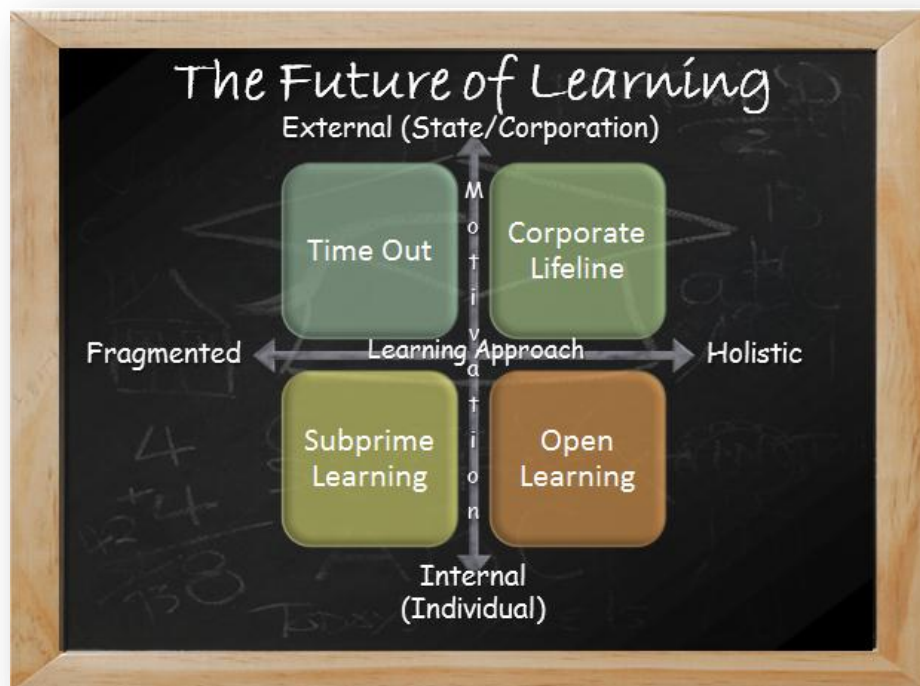 The Future of Learning
External (State/Corporation)
Time Out
Corporate
Lifeline
Motivation
Fragmented
Learning Approach
Holistic
Subprime
Learning
Open
Learning
Internal
(Individual)